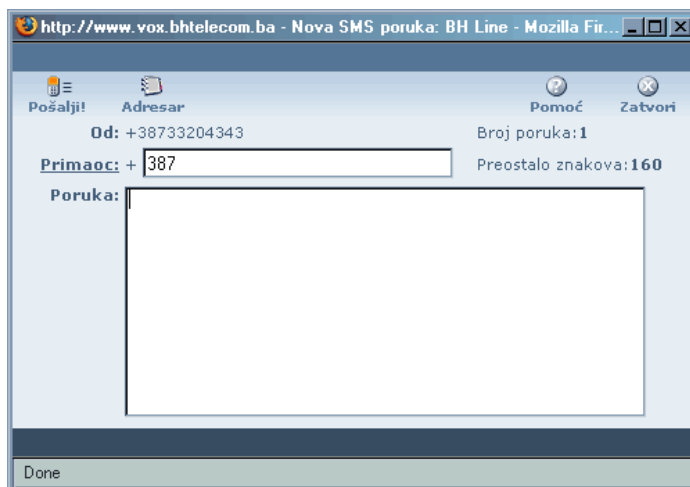 http://www.vox.bhtelecom.ba - Nova SMS poruka: BH Line - Mozilla Fir...
Pošalji! Adresar Pomoć Zatvori
Od: +38733204343 Broj poruka:1
Primaoc: + 387 Preostalo znakova:160
Poruka:
Done